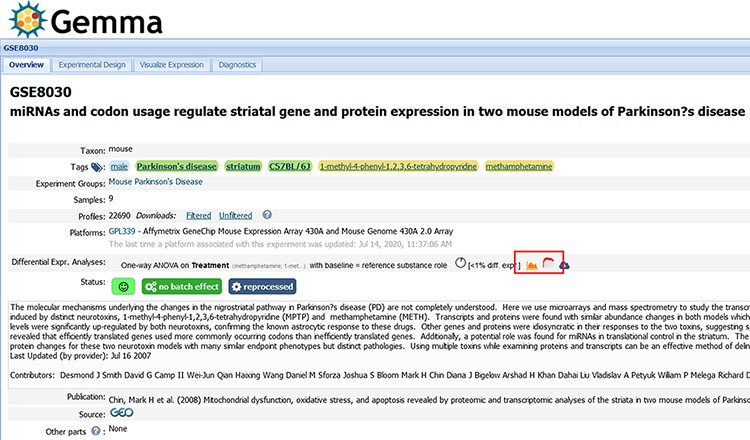 Gemma
GSE8030
Overview Experimental Design Visualize Expression Diagnostics
GSE8030
miRNAs and codon usage regulate striatal gene and protein expression in two mouse models of Parkinson?s disease
Taxon: mouse
Tags : male Parkinson's disease striatum C57BL/6J 1-methyl-4-phenyl-1,2,3,6-tetrahydropyridine methamphetamine
Experiment Groups: Mouse Parkinson's Disease
Samples: 9
Profiles: 22690 Downloads: Filtered Unfiltered ?
Platforms: GPL339 - Affymetrix GeneChip Mouse Expression Array 430A and Mouse Genome 430A 2.0 Array
The last time a platform associated with this experiment was updated: Jul 14, 2020, 11:37:06 AM
Differential Expr. Analyses: One-way ANOVA on Treatment (methamphetamine; 1-met...) with baseline = reference substance role [<1% diff. expr.]
Status: no batch effect reprocessed
The molecular mechanisms underlying the changes in the nigrostriatal pathway in Parkinson?s disease (PD) are not completely understood. Here we use microarrays and mass spectrometry to study the transcr
induced by distinct neurotoxins, 1-methyl-4-phenyl-1,2,3,6-tetrahydropyridine (MPTP) and methamphetamine (METH). Transcripts and proteins were found with similar abundance changes in both models which
levels were significantly up-regulated by both neurotoxins, confirming the known astrocytic response to these drugs. Other genes and proteins were idiosyncratic in their responses to the two toxins, suggesting s
revealed that efficiently translated genes used more commonly occurring codons than inefficiently translated genes. Additionally, a potential role was found for miRNAs in translational control in the striatum. The
protein changes for these two neurotoxin models with many similar endpoint phenotypes but distinct pathologies. Using multiple toxins while examining proteins and transcripts can be an effective method of deline
Last Updated (by provider): Jul 16 2007
Contributors: Desmond J Smith David G Camp II Wei-Jun Qian Haixing Wang Daniel M Sforza Joshua S Bloom Mark H Chin Diana J Bigelow Arshad H Khan Dahai Liu Vladislav A Petyuk William P Melega Richard D
Publication: Chin, Mark H et al. (2008) Mitochondrial dysfunction, oxidative stress, and apoptosis revealed by proteomic and transcriptomic analyses of the striata in two mouse models of Parkinso
Source: GEO
Other parts ? : None